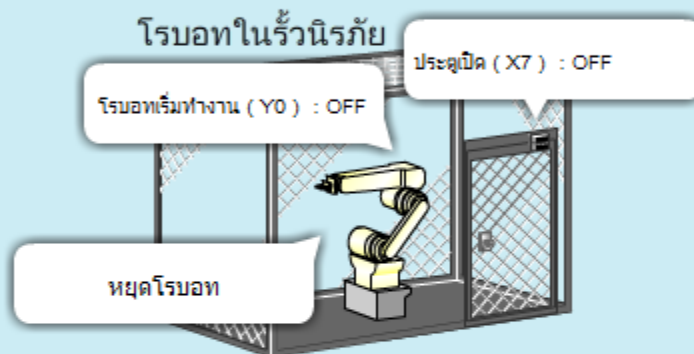 โรบอทในรั้วนิรภัย
ประตูเปิด ( X7 ) : OFF
โรบอทเริ่มทำงาน ( Y0 ) : OFF
หยุดโรบอท